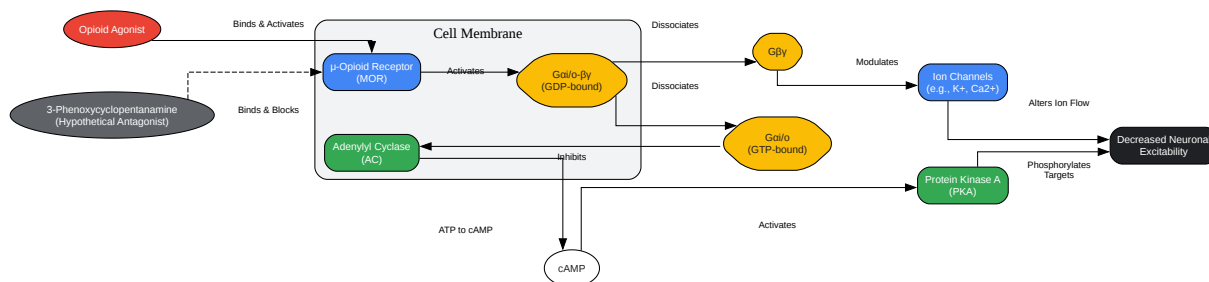 Opioid Agonist
Binds & Activates
Cell Membrane
Dissociates
μ-Opioid Receptor
(MOR)
Activates
Gαi/o-βγ
(GDP-bound)
Gβγ
Modulates
Ion Channels
(e.g., K+, Ca2+)
Dissociates
3-Phenoxycyclopentanamine
(Hypothetical Antagonist)
Binds & Blocks
Alters Ion Flow
Adenylyl Cyclase
(AC)
Inhibits
Gαi/o
(GTP-bound)
Decreased Neuronal
Excitability
Phosphorylates
Targets
Protein Kinase A
(PKA)
ATP to cAMP
Activates
cAMP